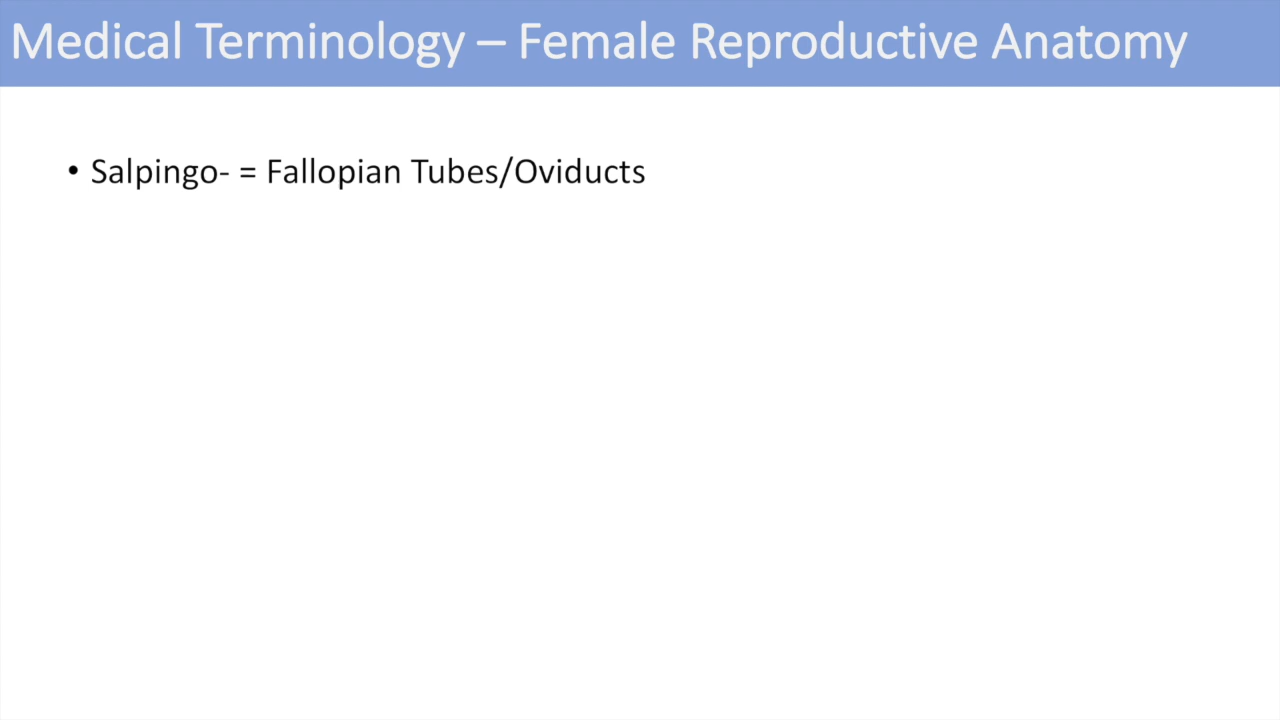 Medical Terminology – Female Reproductive Anatomy
• Salpingo- = Fallopian Tubes/Oviducts